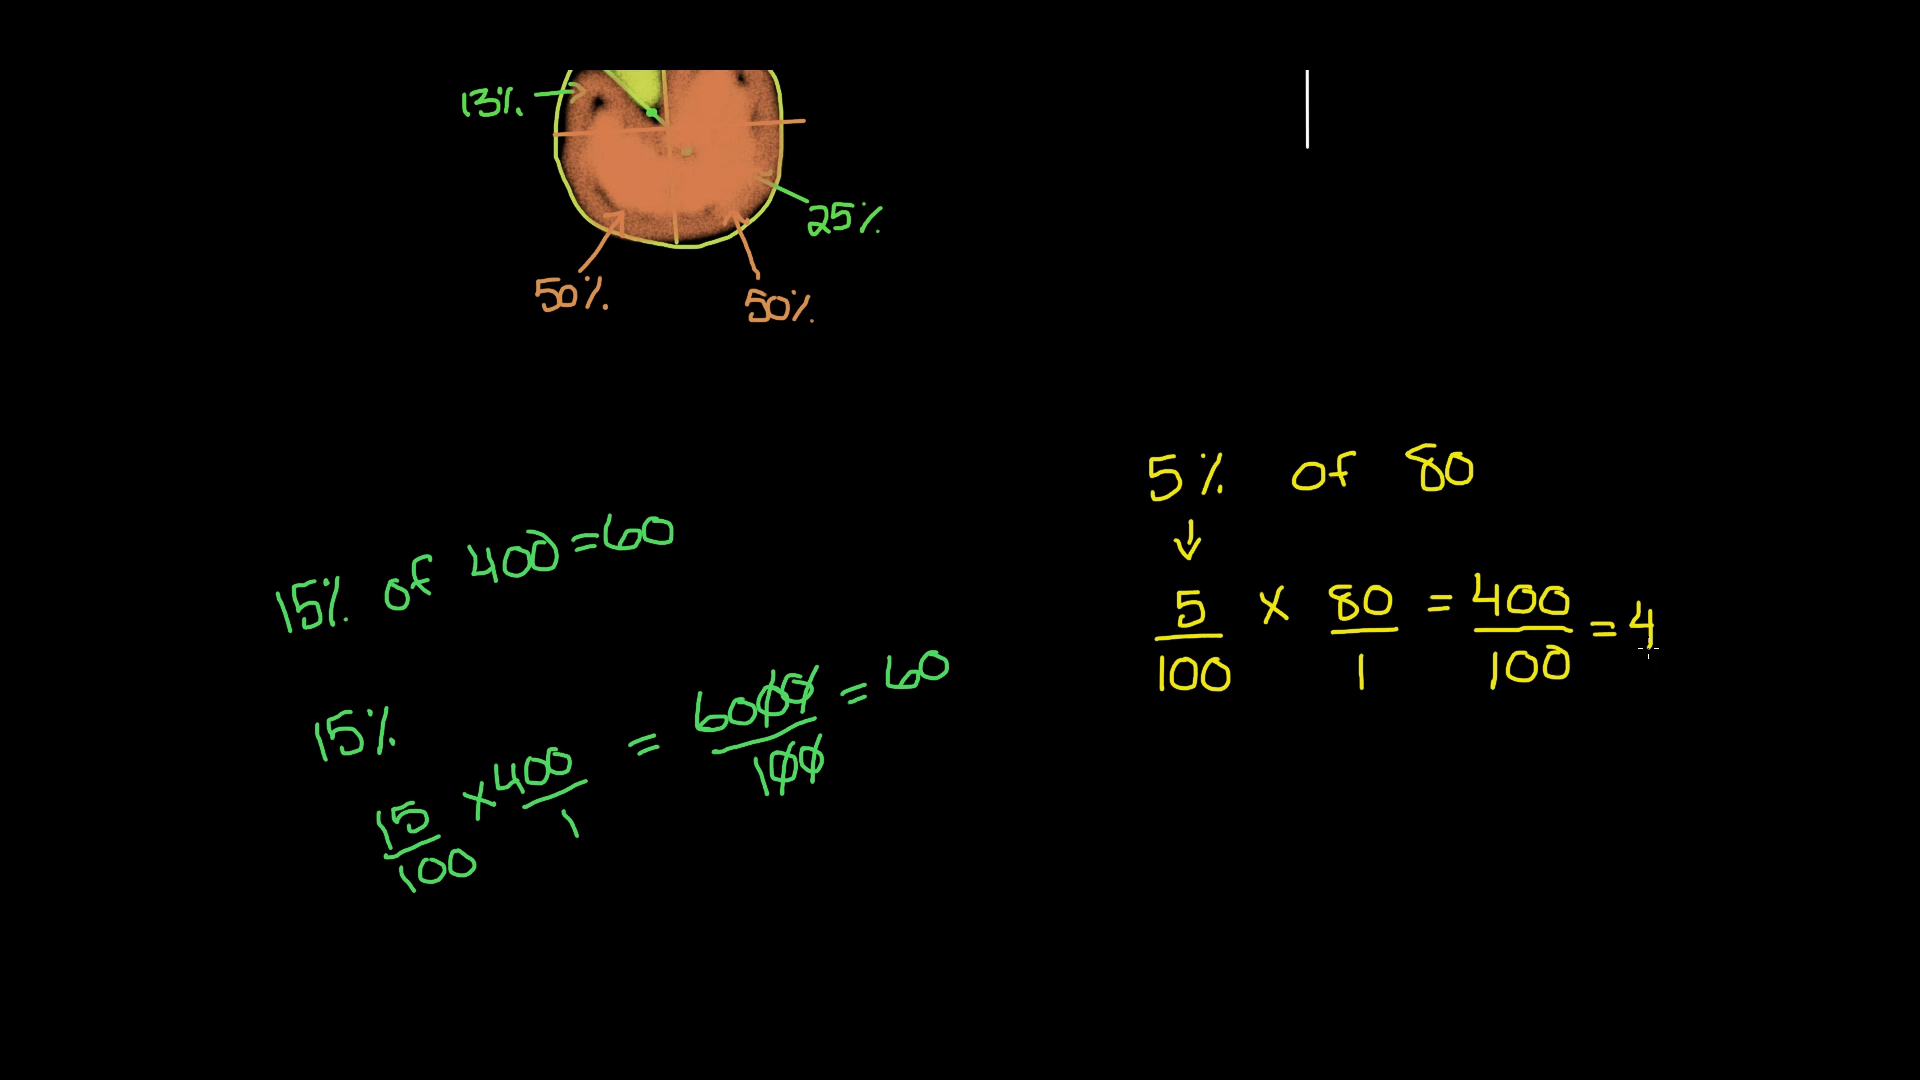 13%
25%
50%
50%
15% of 400 = 60
15%
15/100 x 400/1 = 6000/100 = 60
5% of 80
↓
5/100 x 80/1 = 400/100 = 4